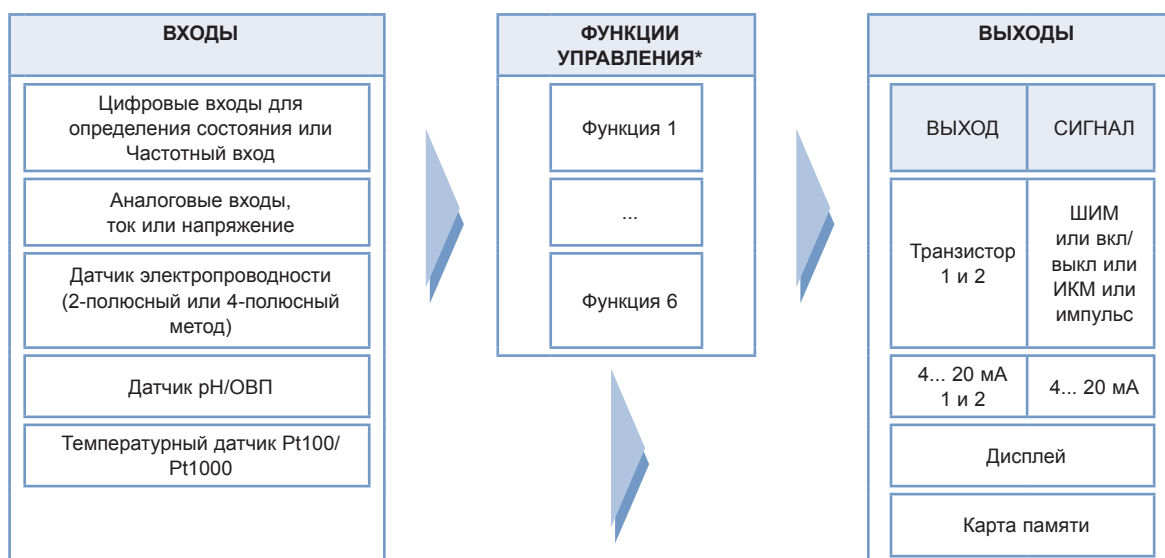 ВХОДЫ
Цифровые входы для
определения состояния или
Частотный вход
Аналоговые входы,
ток или напряжение
Датчик электропроводности
(2-полюсный или 4-полюсный
метод)
Датчик pH/ОВП
Температурный датчик Pt100/
Pt1000
ФУНКЦИИ
УПРАВЛЕНИЯ*
Функция 1
...
Функция 6
ВЫХОДЫ
ВЫХОД
СИГНАЛ
Транзистор
1 и 2
ШИМ
или вкл/
выкл или
ИКМ или
импульс
4... 20 мА
1 и 2
4... 20 мА
Дисплей
Карта памяти